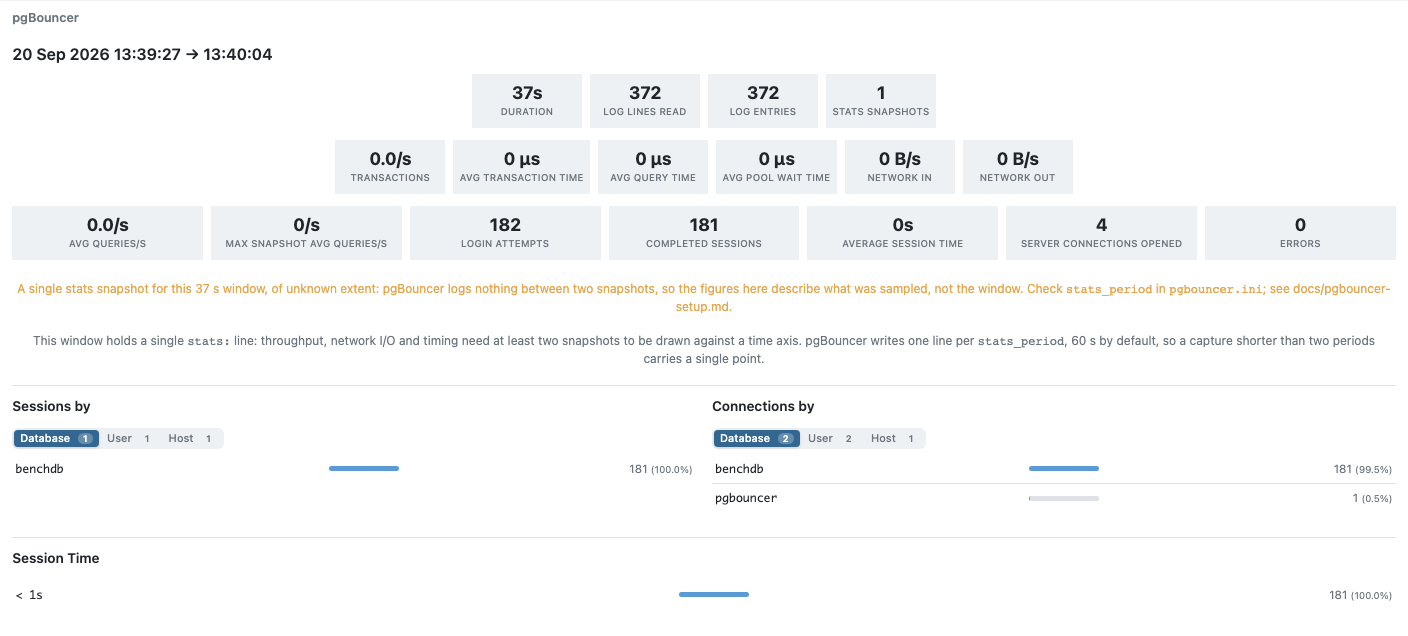 pgBouncer
20 Sep 2026 13:39:27 → 13:40:04
37s
DURATION
372
LOG LINES READ
372
LOG ENTRIES
1
STATS SNAPSHOTS
0.0/s
TRANSACTIONS
0 µs
AVG TRANSACTION TIME
0 µs
AVG QUERY TIME
0 µs
AVG POOL WAIT TIME
0 B/s
NETWORK IN
0 B/s
NETWORK OUT
0.0/s
AVG QUERIES/S
0/s
MAX SNAPSHOT AVG QUERIES/S
182
LOGIN ATTEMPTS
181
COMPLETED SESSIONS
0s
AVERAGE SESSION TIME
4
SERVER CONNECTIONS OPENED
0
ERRORS
A single stats snapshot for this 37 s window, of unknown extent: pgBouncer logs nothing between two snapshots, so the figures here describe what was sampled, not the window. Check stats_period in pgbouncer.ini; see docs/pgbouncer-
setup.md.
This window holds a single stats: line: throughput, network I/O and timing need at least two snapshots to be drawn against a time axis. pgBouncer writes one line per stats_period, 60 s by default, so a capture shorter than two periods
carries a single point.
Sessions by
Database 1 User 1 Host 1
benchdb 181 (100.0%)
Connections by
Database 2 User 2 Host 1
benchdb 181 (99.5%)
pgbouncer 1 (0.5%)
Session Time
< 1s 181 (100.0%)